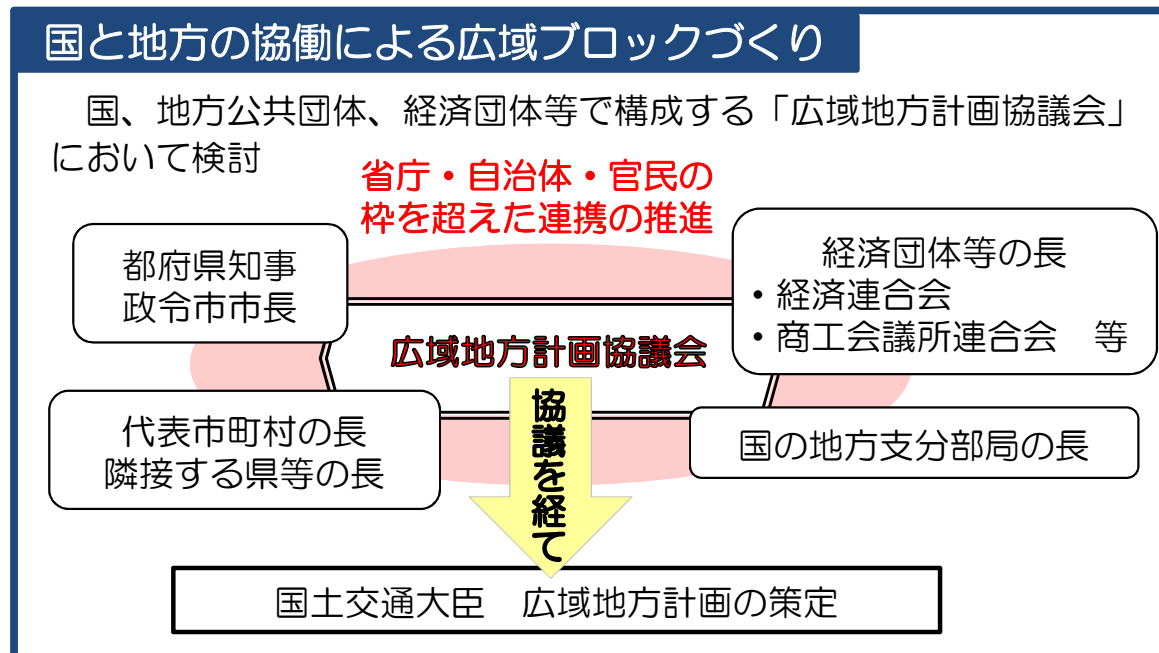 国と地方の協働による広域ブロックづくり
国、地方公共団体、経済団体等で構成する「広域地方計画協議会」
において検討
省庁・自治体・官民の
枠を超えた連携の推進
都府県知事
政令市市長
経済団体等の長
・経済連合会
・商工会議所連合会　等
広域地方計画協議会
代表市町村の長
隣接する県等の長
国の地方支分部局の長
協議を経て
国土交通大臣　広域地方計画の策定